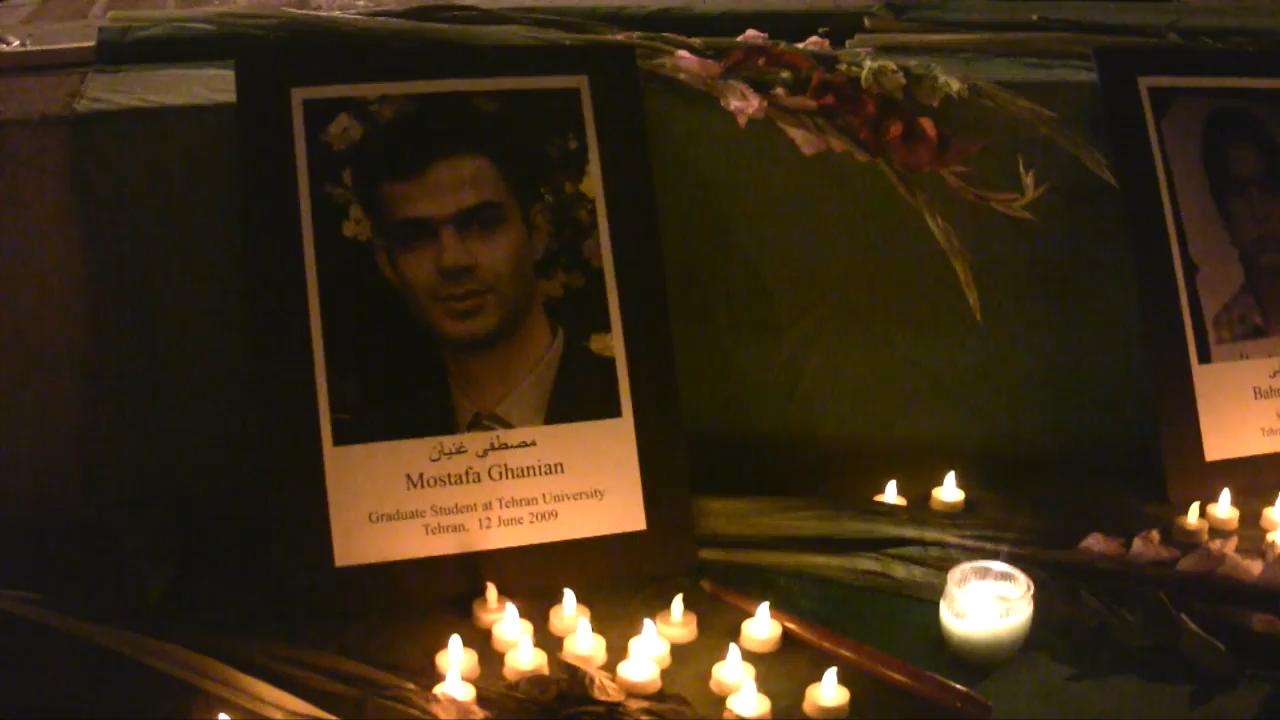 مصطفی غنیان
Mostafa Ghanian
Graduate Student at Tehran University
Tehran, 12 June 2009